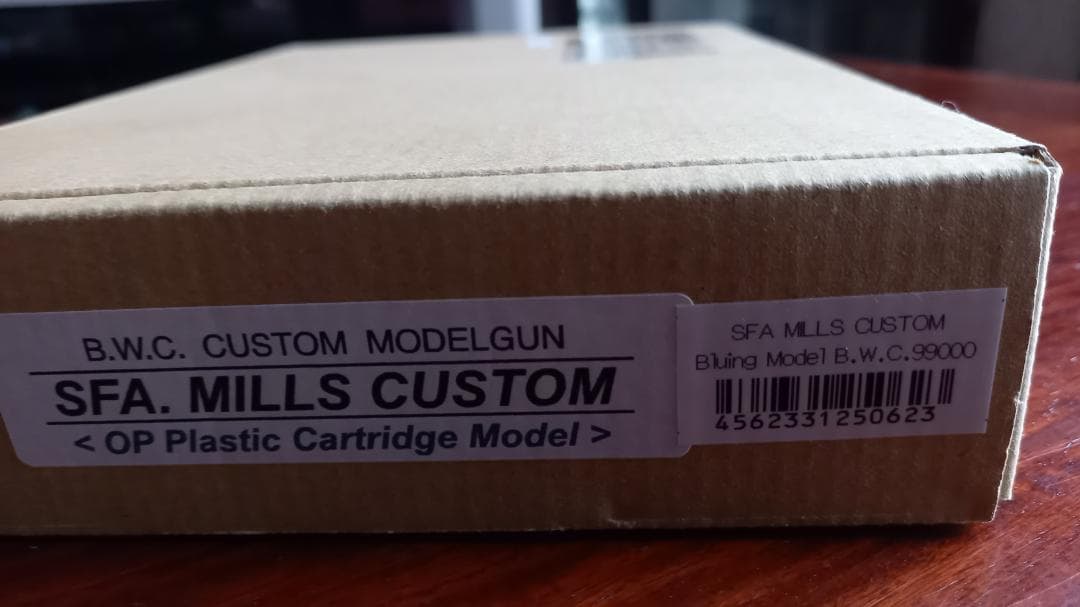 B.W.C. CUSTOM MODELGUN
SFA. MILLS CUSTOM
< OP Plastic Cartridge Model >
SFA MILLS CUSTOM
Bluing Model B.W.C.99000
4562331250623